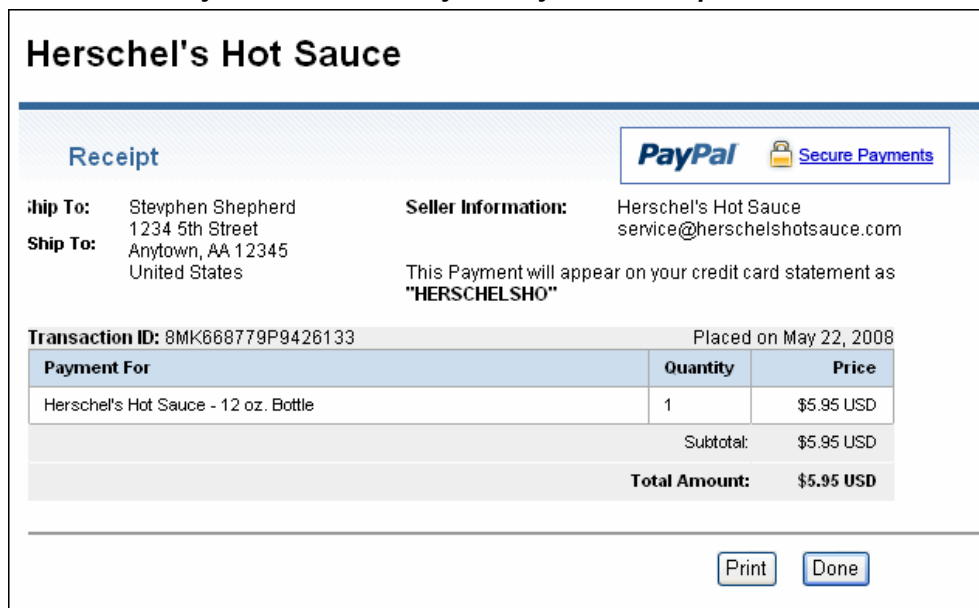 Herschel's Hot Sauce
Receipt
PayPal Secure Payments
Ship To: Stevphen Shepherd
1234 5th Street
Ship To: Anytown, AA 12345
United States
Seller Information: Herschel's Hot Sauce
service@herschelshotsauce.com
This Payment will appear on your credit card statement as
"HERSCHELSHO"
Transaction ID: 8MK668779P9426133 Placed on May 22, 2008
Payment For Quantity Price
Herschel's Hot Sauce - 12 oz. Bottle 1 $5.95 USD
Subtotal: $5.95 USD
Total Amount: $5.95 USD
Print Done